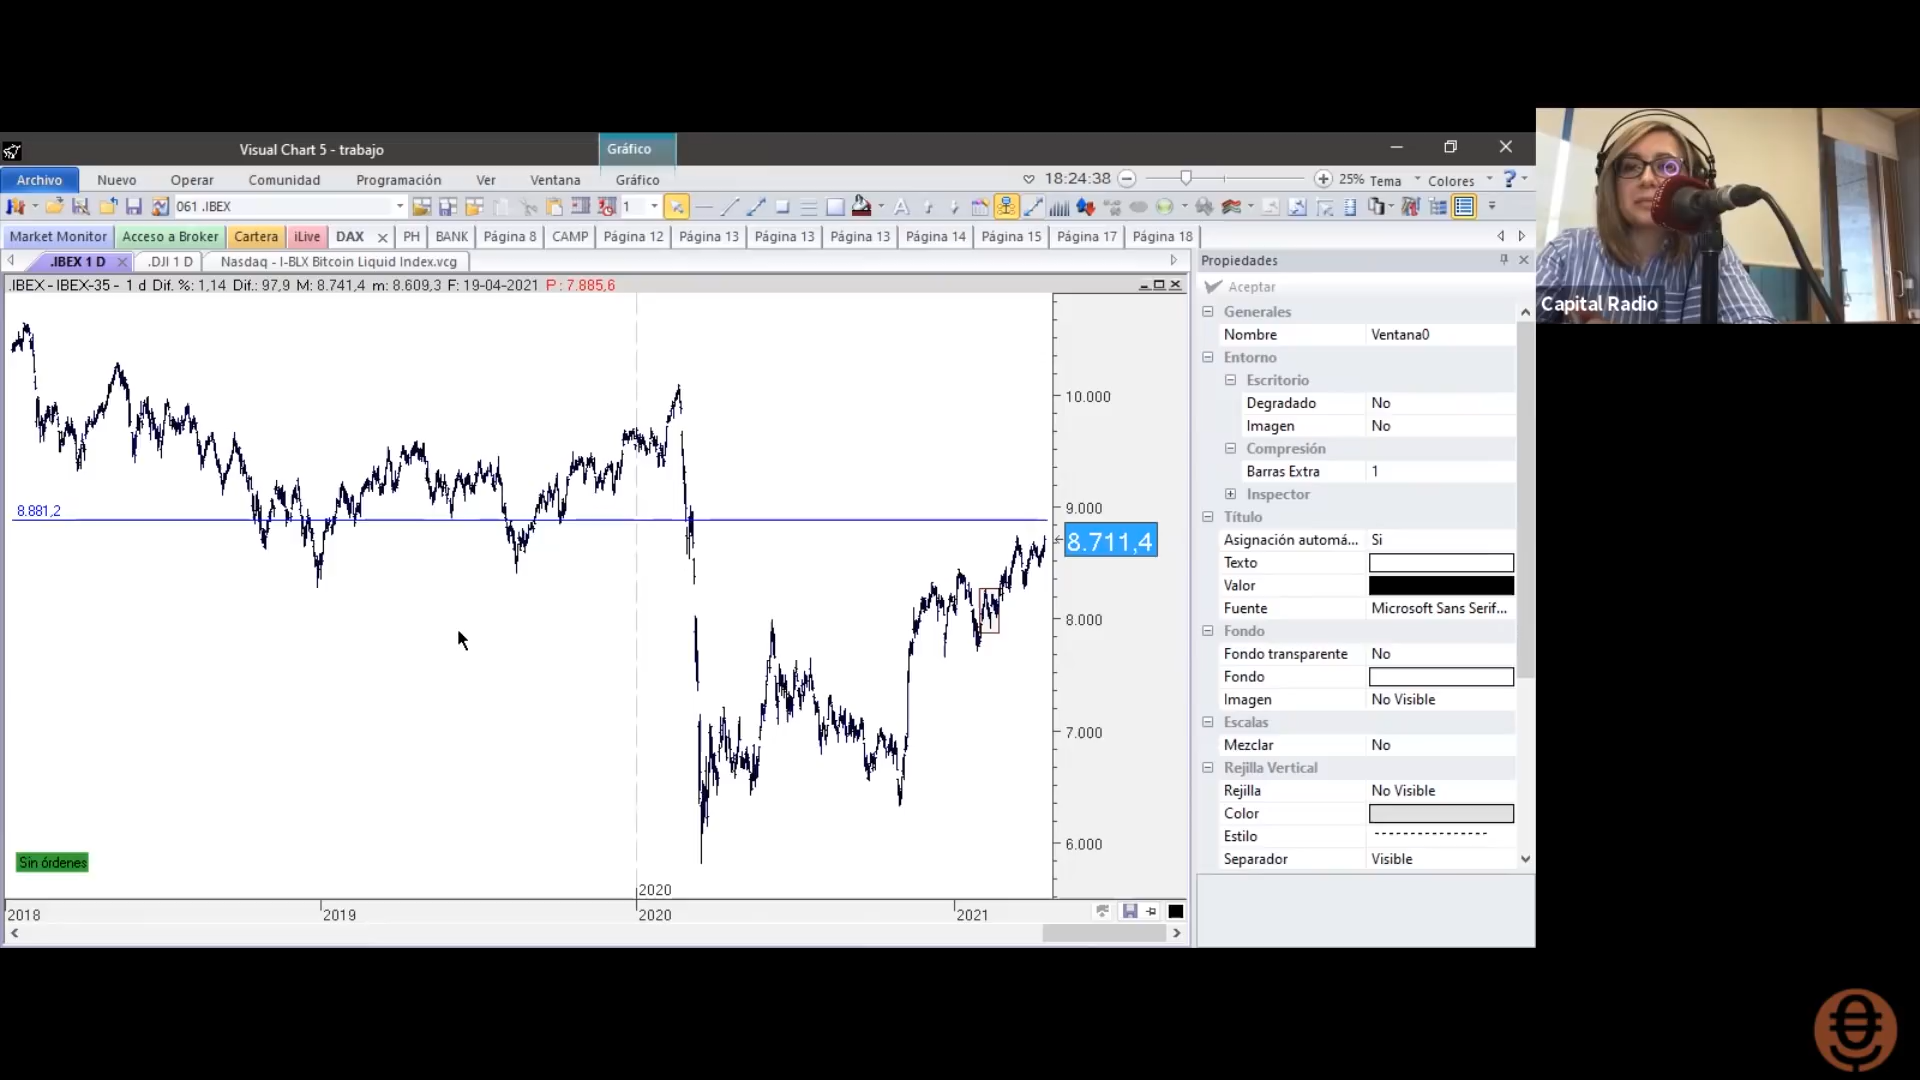 Visual Chart 5 - trabajo
Gráfico
Archivo Nuevo Operar Comunidad Programación Ver Ventana Gráfico 18:24:38 25% Tema Colores ?
061 .IBEX 1 A
Market Monitor Acceso a Broker Cartera iLive DAX PH BANK Página 8 CAMP Página 12 Página 13 Página 13 Página 13 Página 14 Página 15 Página 17 Página 18
.IBEX 1 D .DJI 1 D Nasdaq - I-BLX Bitcoin Liquid Index.vcg
.IBEX - IBEX-35 - 1 d Dif. %: 1,14 Dif.: 97,9 M: 8.741,4 m: 8.609,3 F: 19-04-2021 P : 7.885,6
10.000
9.000
8.881,2
8.711,4
8.000
7.000
6.000
Sin órdenes
2020
2018 2019 2020 2021
Propiedades
Aceptar
Generales
Nombre Ventana0
Entorno
Escritorio
Degradado No
Imagen No
Compresión
Barras Extra 1
Inspector
Título
Asignación automá... Si
Texto
Valor
Fuente Microsoft Sans Serif...
Fondo
Fondo transparente No
Fondo
Imagen No Visible
Escalas
Mezclar No
Rejilla Vertical
Rejilla No Visible
Color
Estilo
Separador Visible
Capital Radio